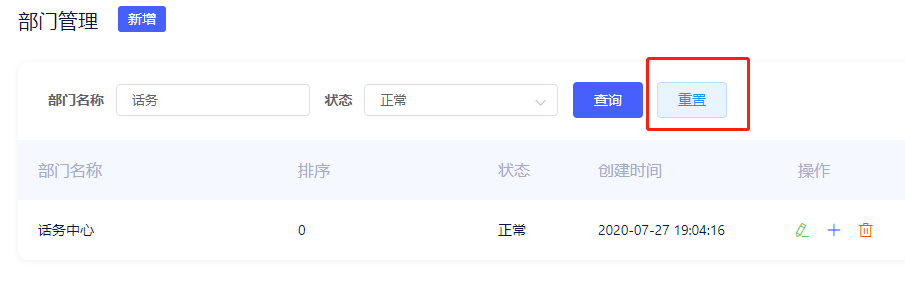 部门管理 新增
部门名称 话务 状态 正常 查询 重置
部门名称 排序 状态 创建时间 操作
话务中心 0 正常 2020-07-27 19:04:16